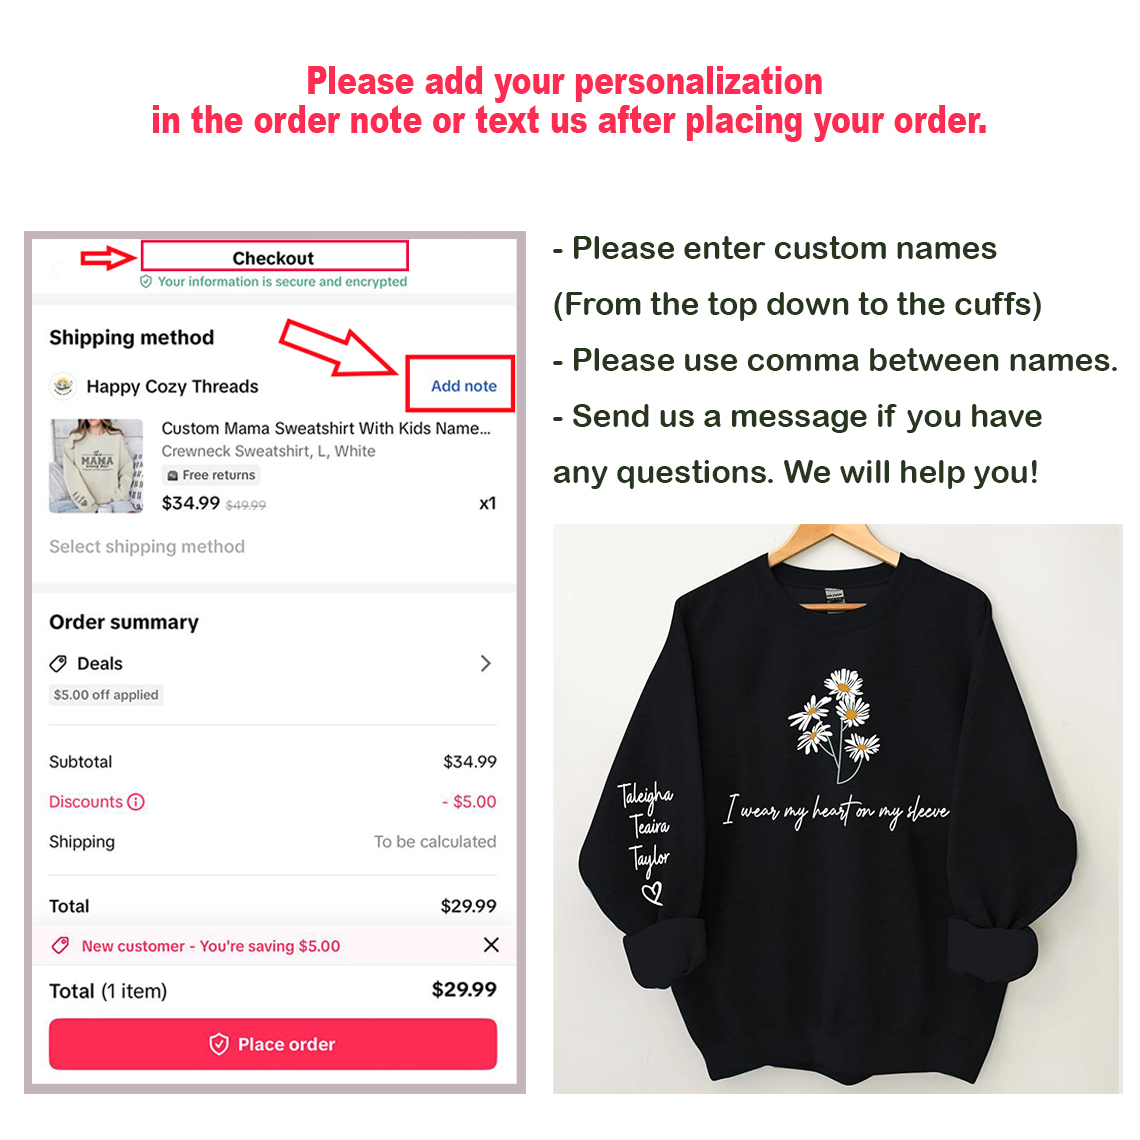 Please add your personalization
in the order note or text us after placing your order.
Checkout
Your information is secure and encrypted
Shipping method
Happy Cozy Threads
Add note
Custom Mama Sweatshirt With Kids Name...
Crewneck Sweatshirt, L, White
Free returns
$34.99 $49.99
x1
MAMA
Select shipping method
Order summary
Deals
$5.00 off applied
Subtotal
$34.99
Discounts
- $5.00
Shipping
To be calculated
Total
$29.99
New customer - You're saving $5.00
Total (1 item)
$29.99
Place order
- Please enter custom names
(From the top down to the cuffs)
- Please use comma between names.
- Send us a message if you have
any questions. We will help you!
I wear my heart on my sleeve
Taleigha
Teaira
Taylor